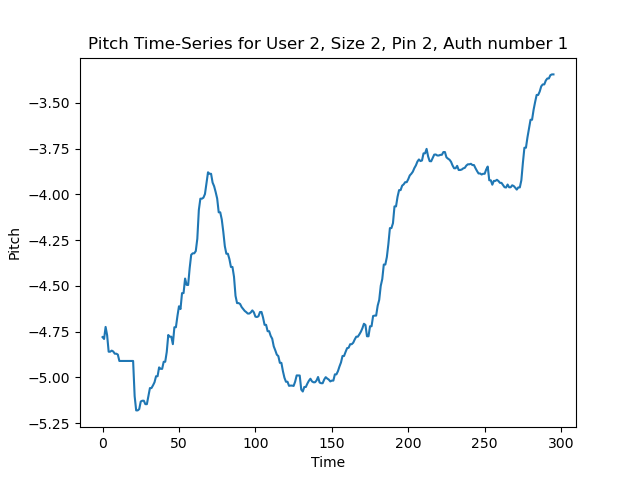 Pitch Time-Series for User 2, Size 2, Pin 2, Auth number 1
−3.50
−3.75
−4.00
−4.25
−4.50
−4.75
−5.00
−5.25
Pitch
0 50 100 150 200 250 300
Time